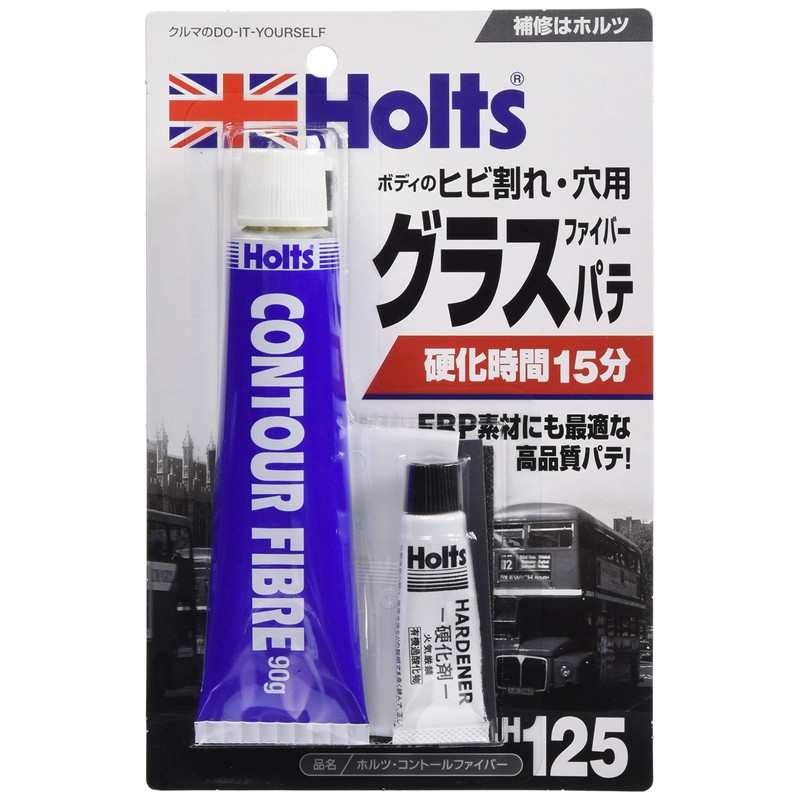 クルマのDO-IT-YOURSELF
補修はホルツ
Holts®
ボディのヒビ割れ・穴用
グラスファイバーパテ
硬化時間15分
FRP素材にも最適な
高品質パテ!
Holts
CONTOUR FIBRE 90g
Holts
HARDENER
ー硬化剤ー
火気厳禁
有機過酸化物
MH125
品名/ホルツ・コントールファイバー